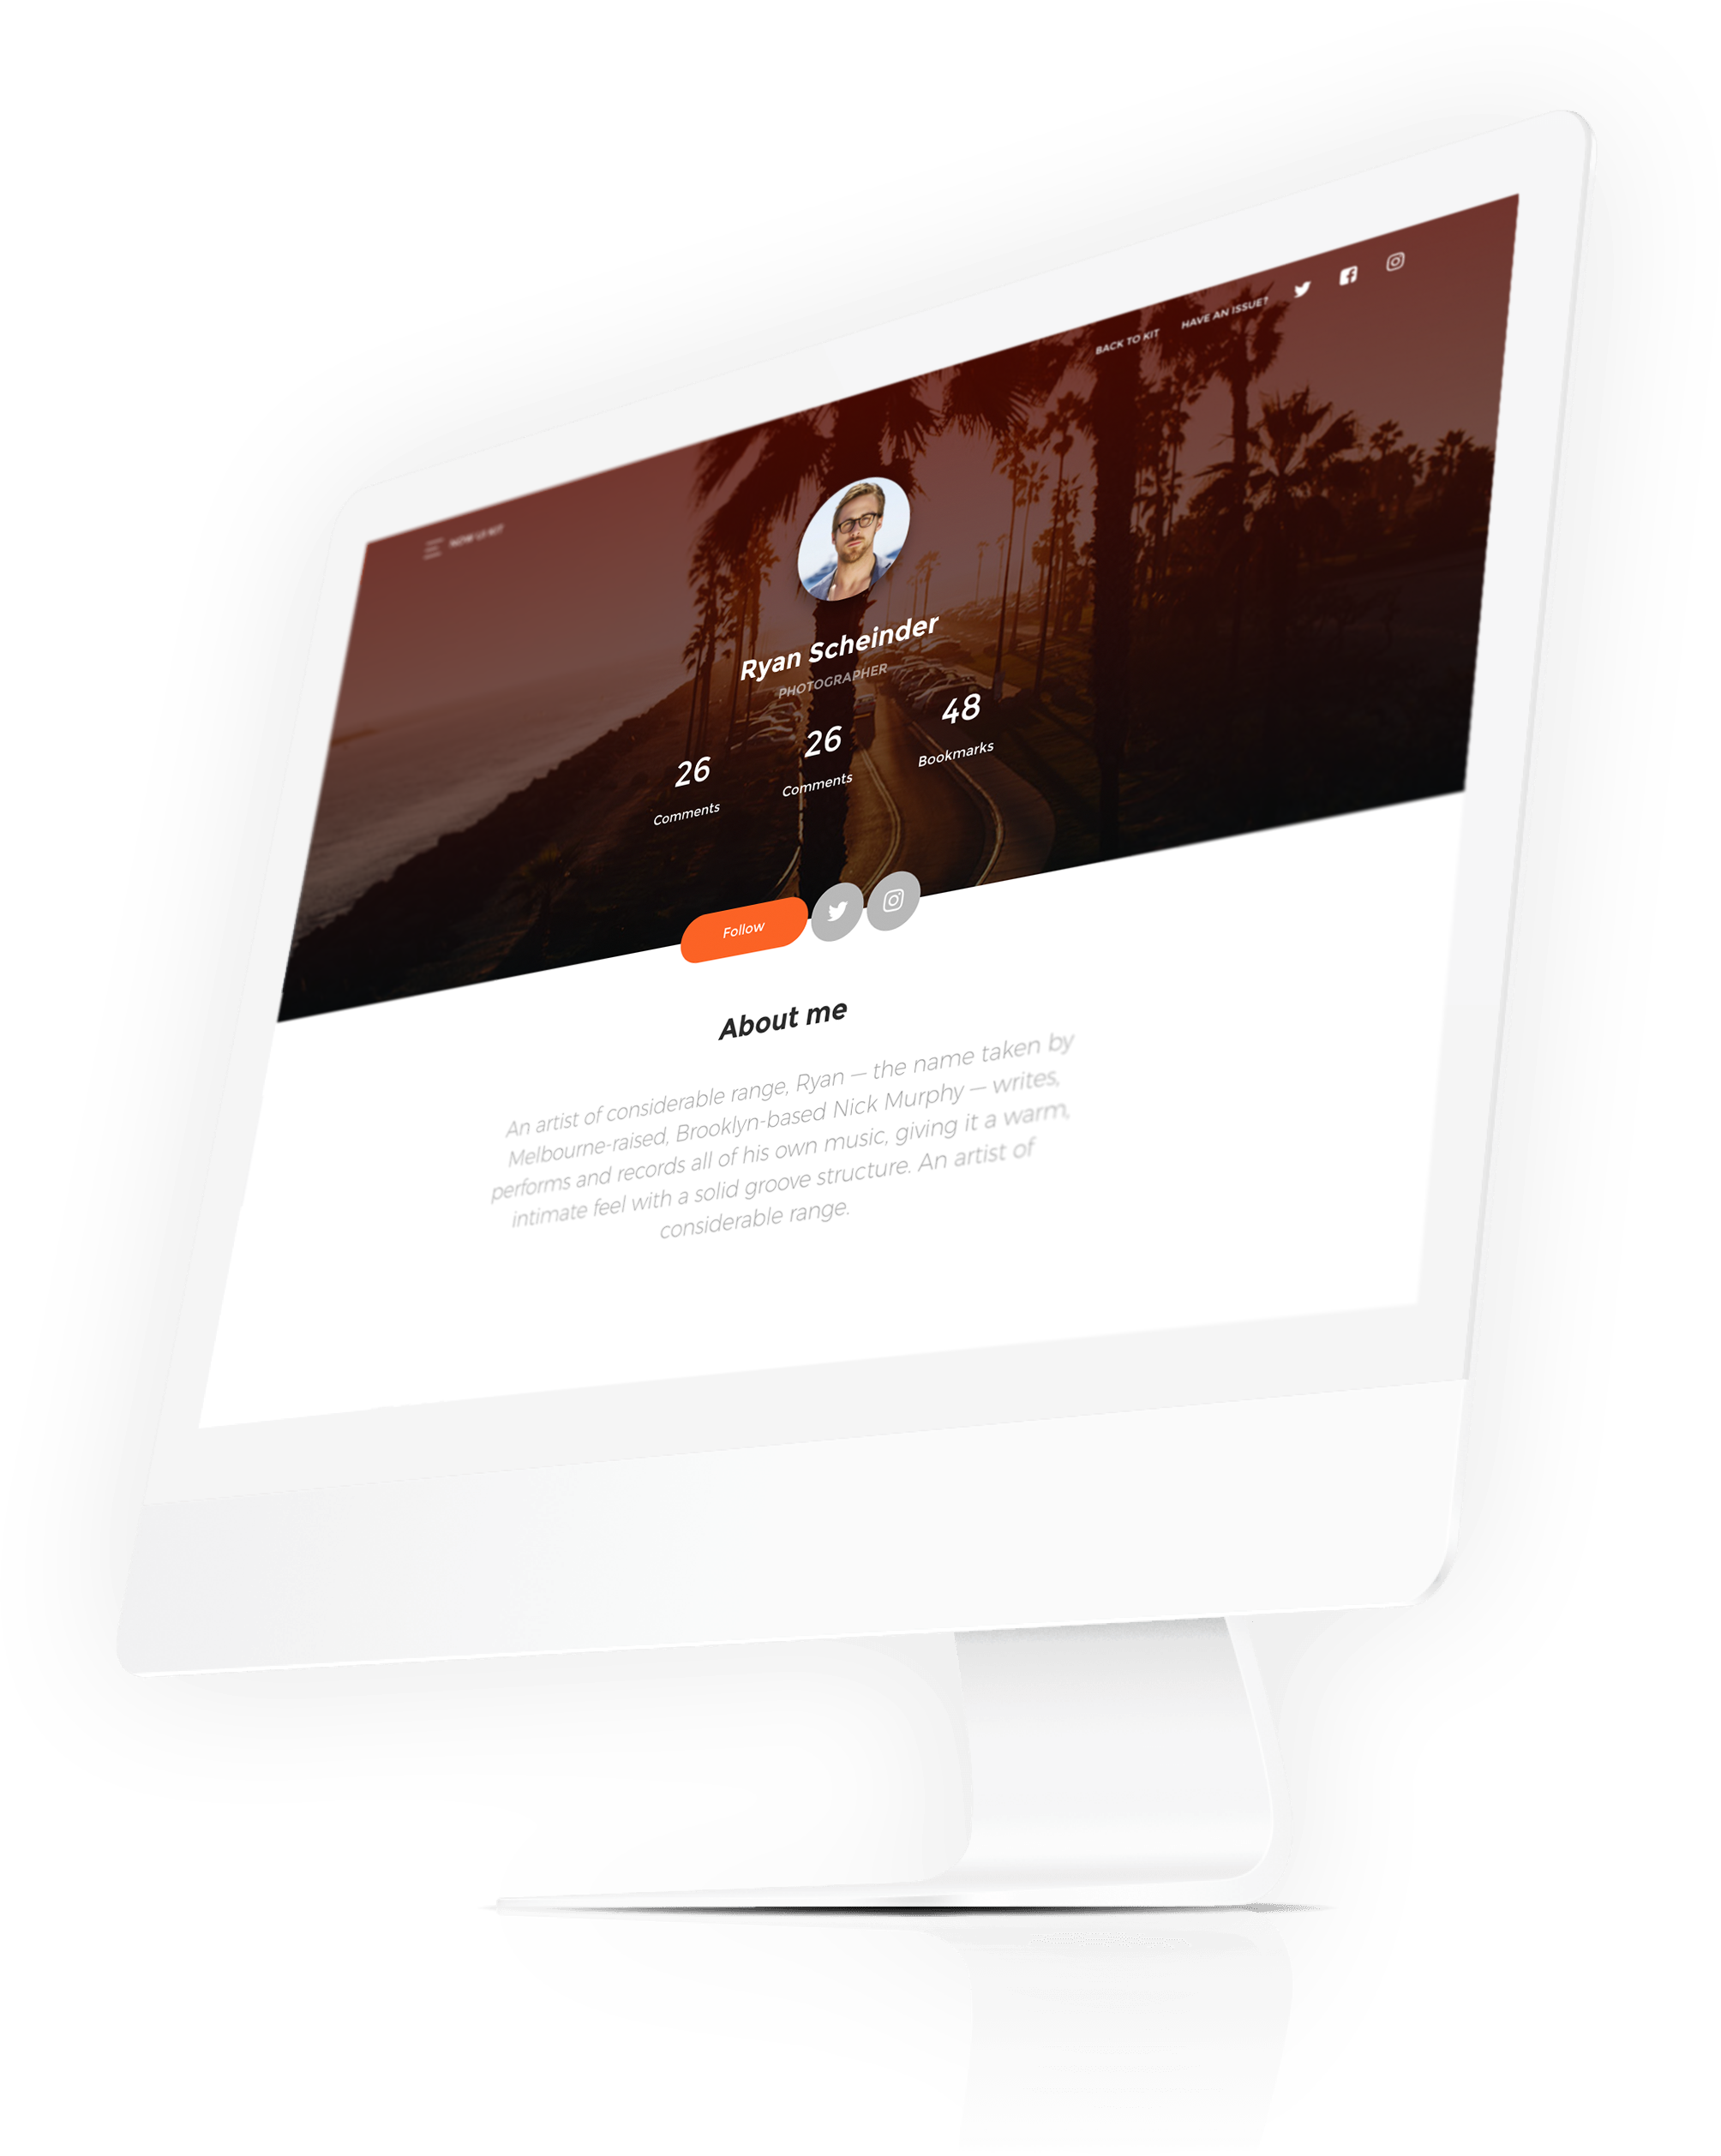 NOW UI KIT
BACK TO KIT
HAVE AN ISSUE?
Ryan Scheinder
PHOTOGRAPHER
26
Comments
26
Comments
48
Bookmarks
Follow
About me
An artist of considerable range, Ryan — the name taken by
Melbourne-raised, Brooklyn-based Nick Murphy — writes,
performs and records all of his own music, giving it a warm,
intimate feel with a solid groove structure. An artist of
considerable range.